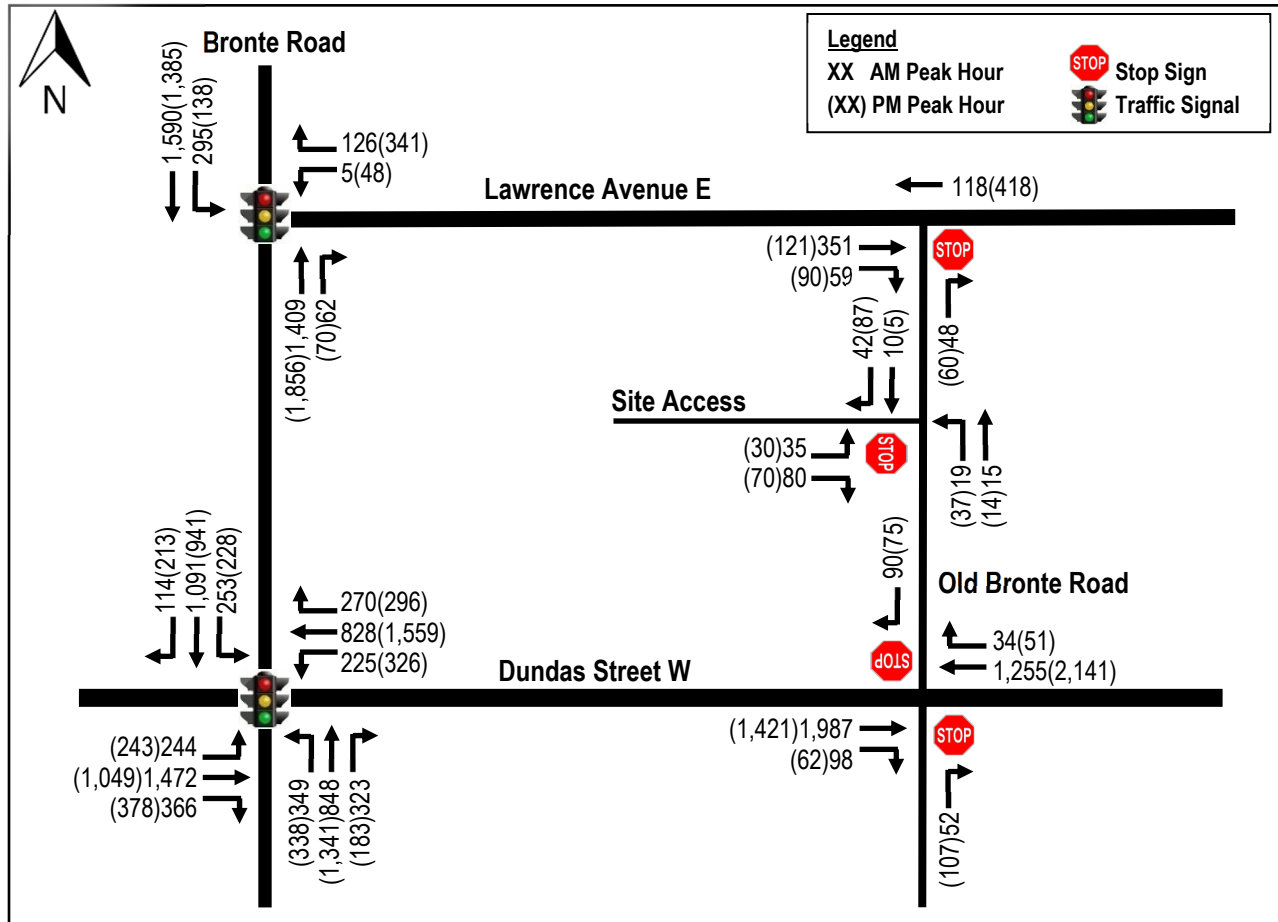 N
Bronte Road
Legend
XX AM Peak Hour
STOP Stop Sign
(XX) PM Peak Hour
Traffic Signal
1,590(1,385)
295(138)
126(341)
5(48)
Lawrence Avenue E
118(418)
(121)351
(90)59
STOP
(1,856)1,409
(70)62
42(87)
10(5)
(60)48
Site Access
(30)35
(70)80
STOP
(37)19
(14)15
114(213)
1,091(941)
253(228)
270(296)
828(1,559)
225(326)
90(75)
Old Bronte Road
34(51)
1,255(2,141)
STOP
Dundas Street W
(243)244
(1,049)1,472
(378)366
(338)349
(1,341)848
(183)323
(1,421)1,987
(62)98
STOP
(107)52